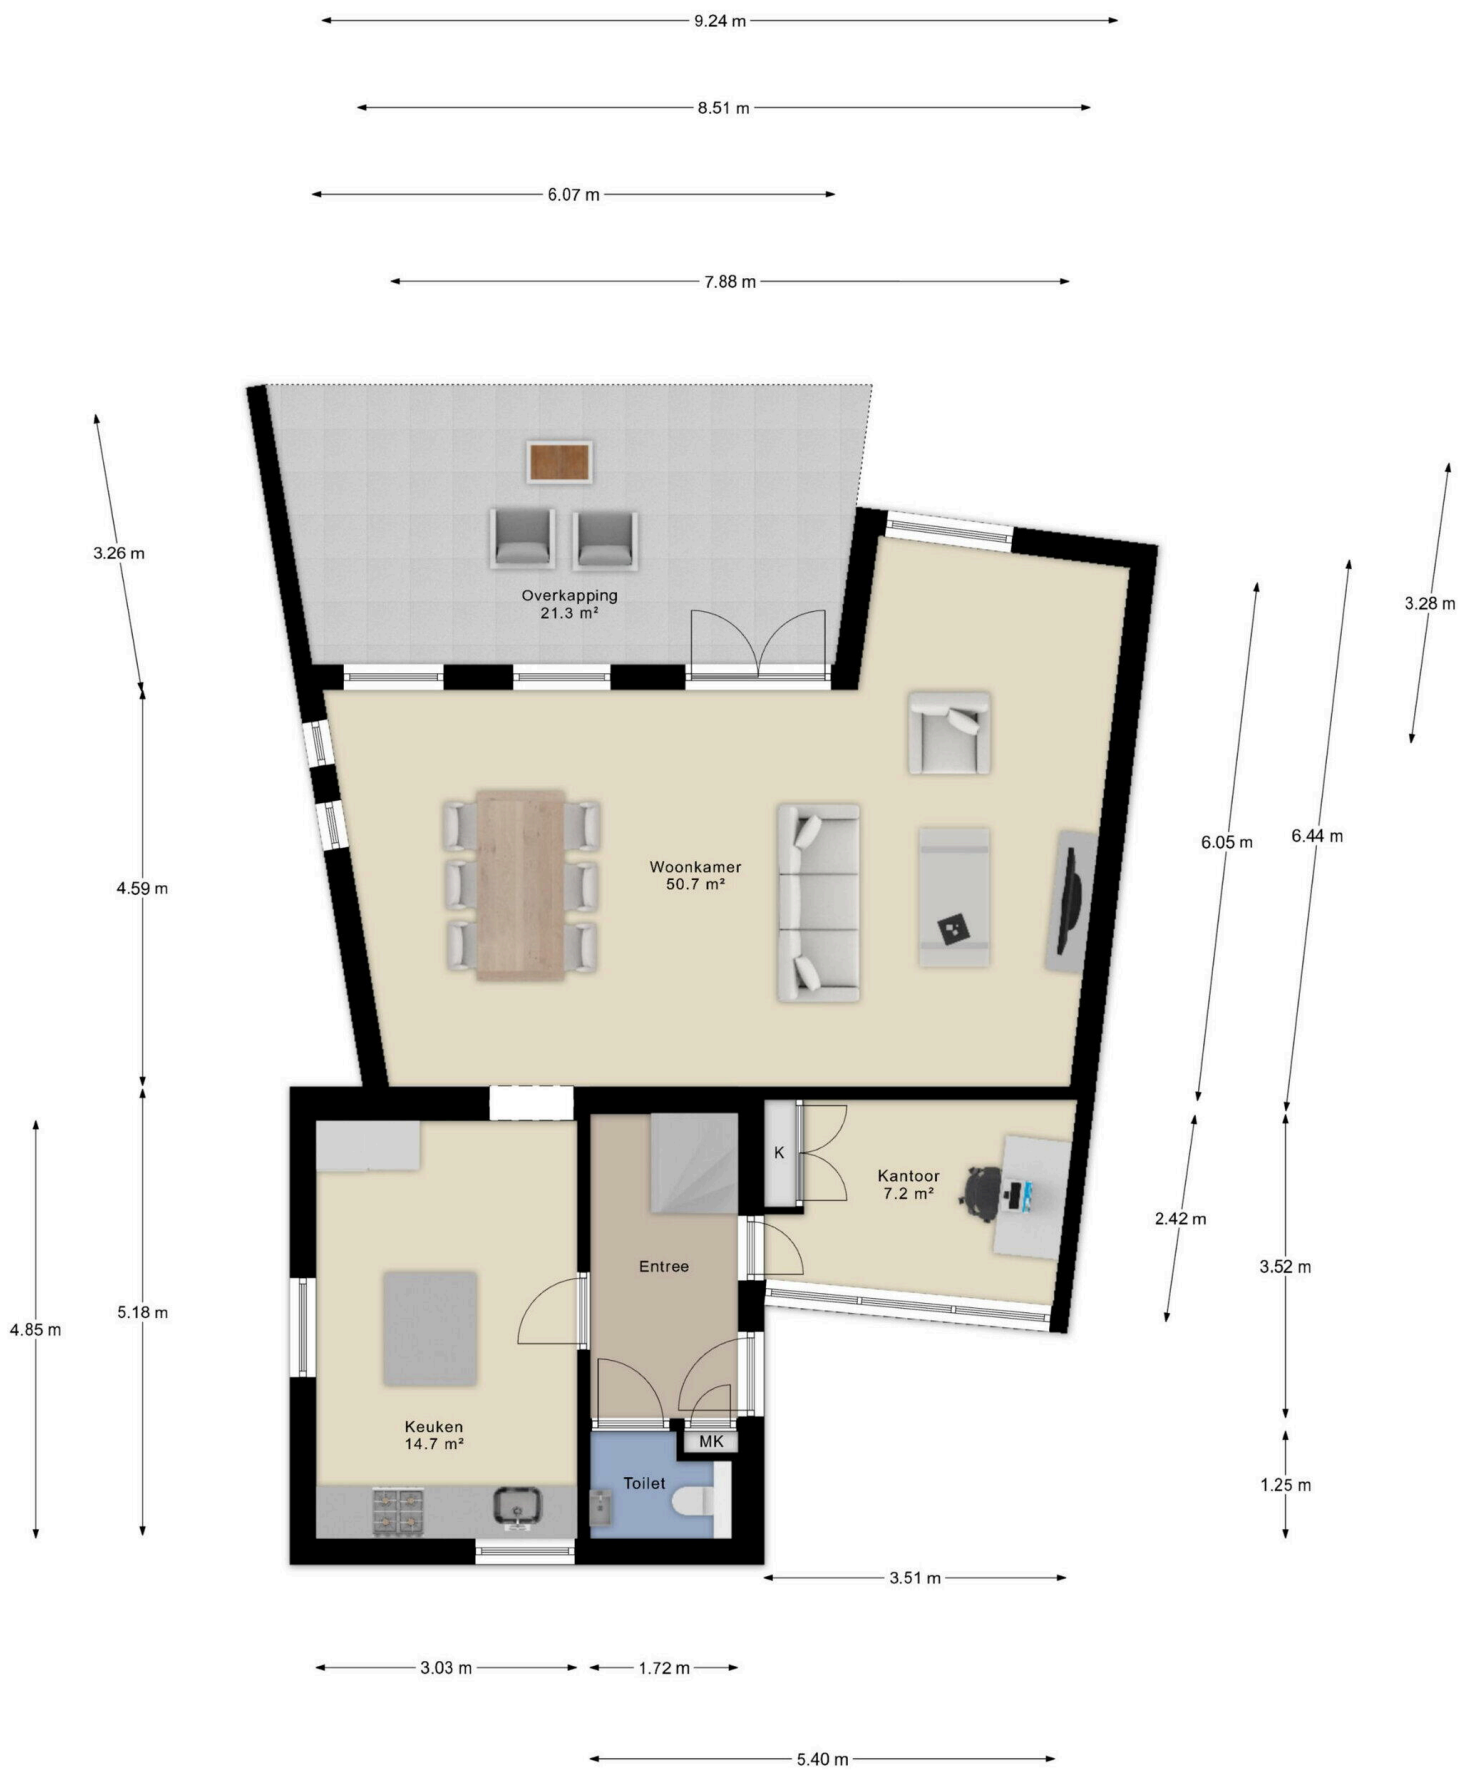 9.24 m
8.51 m
6.07 m
7.88 m
3.26 m
3.28 m
Overkapping
21.3 m²
6.05 m
6.44 m
4.59 m
Woonkamer
50.7 m²
K
Kantoor
7.2 m²
2.42 m
Entree
3.52 m
5.18 m
4.85 m
Keuken
14.7 m²
MK
Toilet
1.25 m
3.51 m
3.03 m
1.72 m
5.40 m